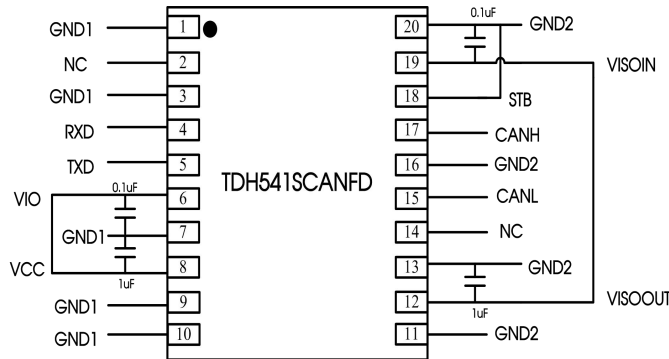 GND1 1
NC 2
GND1 3
RXD 4
TXD 5
0.1uF
VIO 6
GND1 7
VCC 8
1uF
GND1 9
GND1 10
TDH541SCANFD
0.1uF
20 GND2
19 VISOIN
18 STB
17 CANH
16 GND2
15 CANL
14 NC
13 GND2
12 VISOOUT
1uF
11 GND2